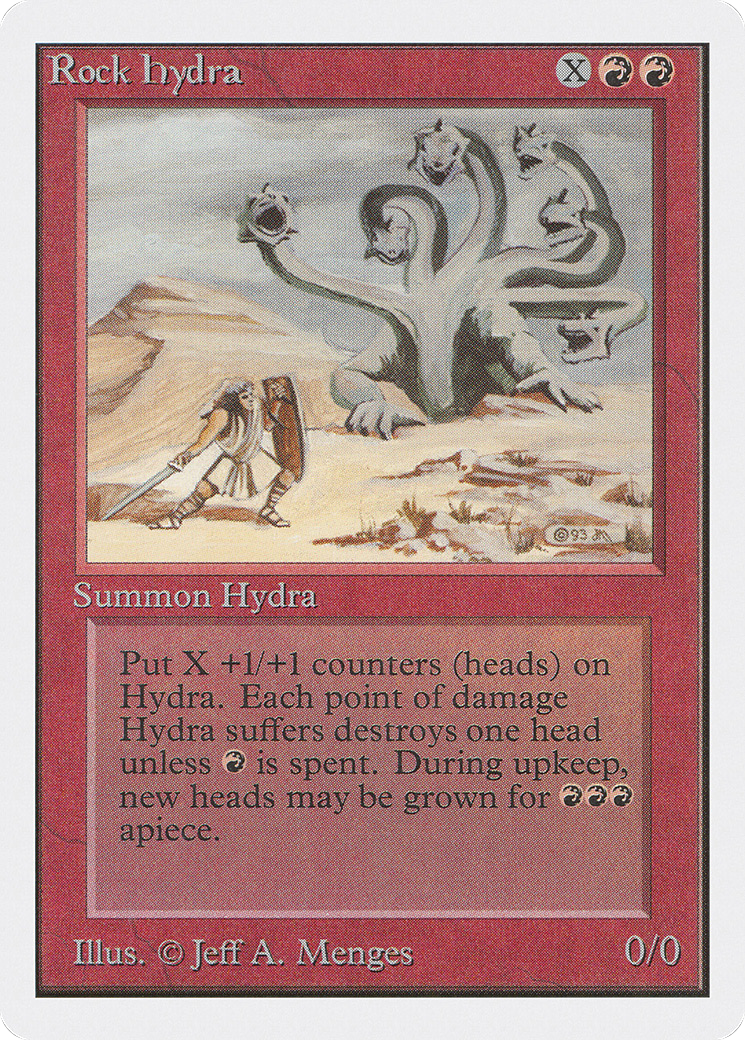 Rock Hydra X
©93 JM
Summon Hydra
Put X +1/+1 counters (heads) on
Hydra. Each point of damage
Hydra suffers destroys one head
unless is spent. During upkeep,
new heads may be grown for
apiece.
Illus. © Jeff A. Menges 0/0